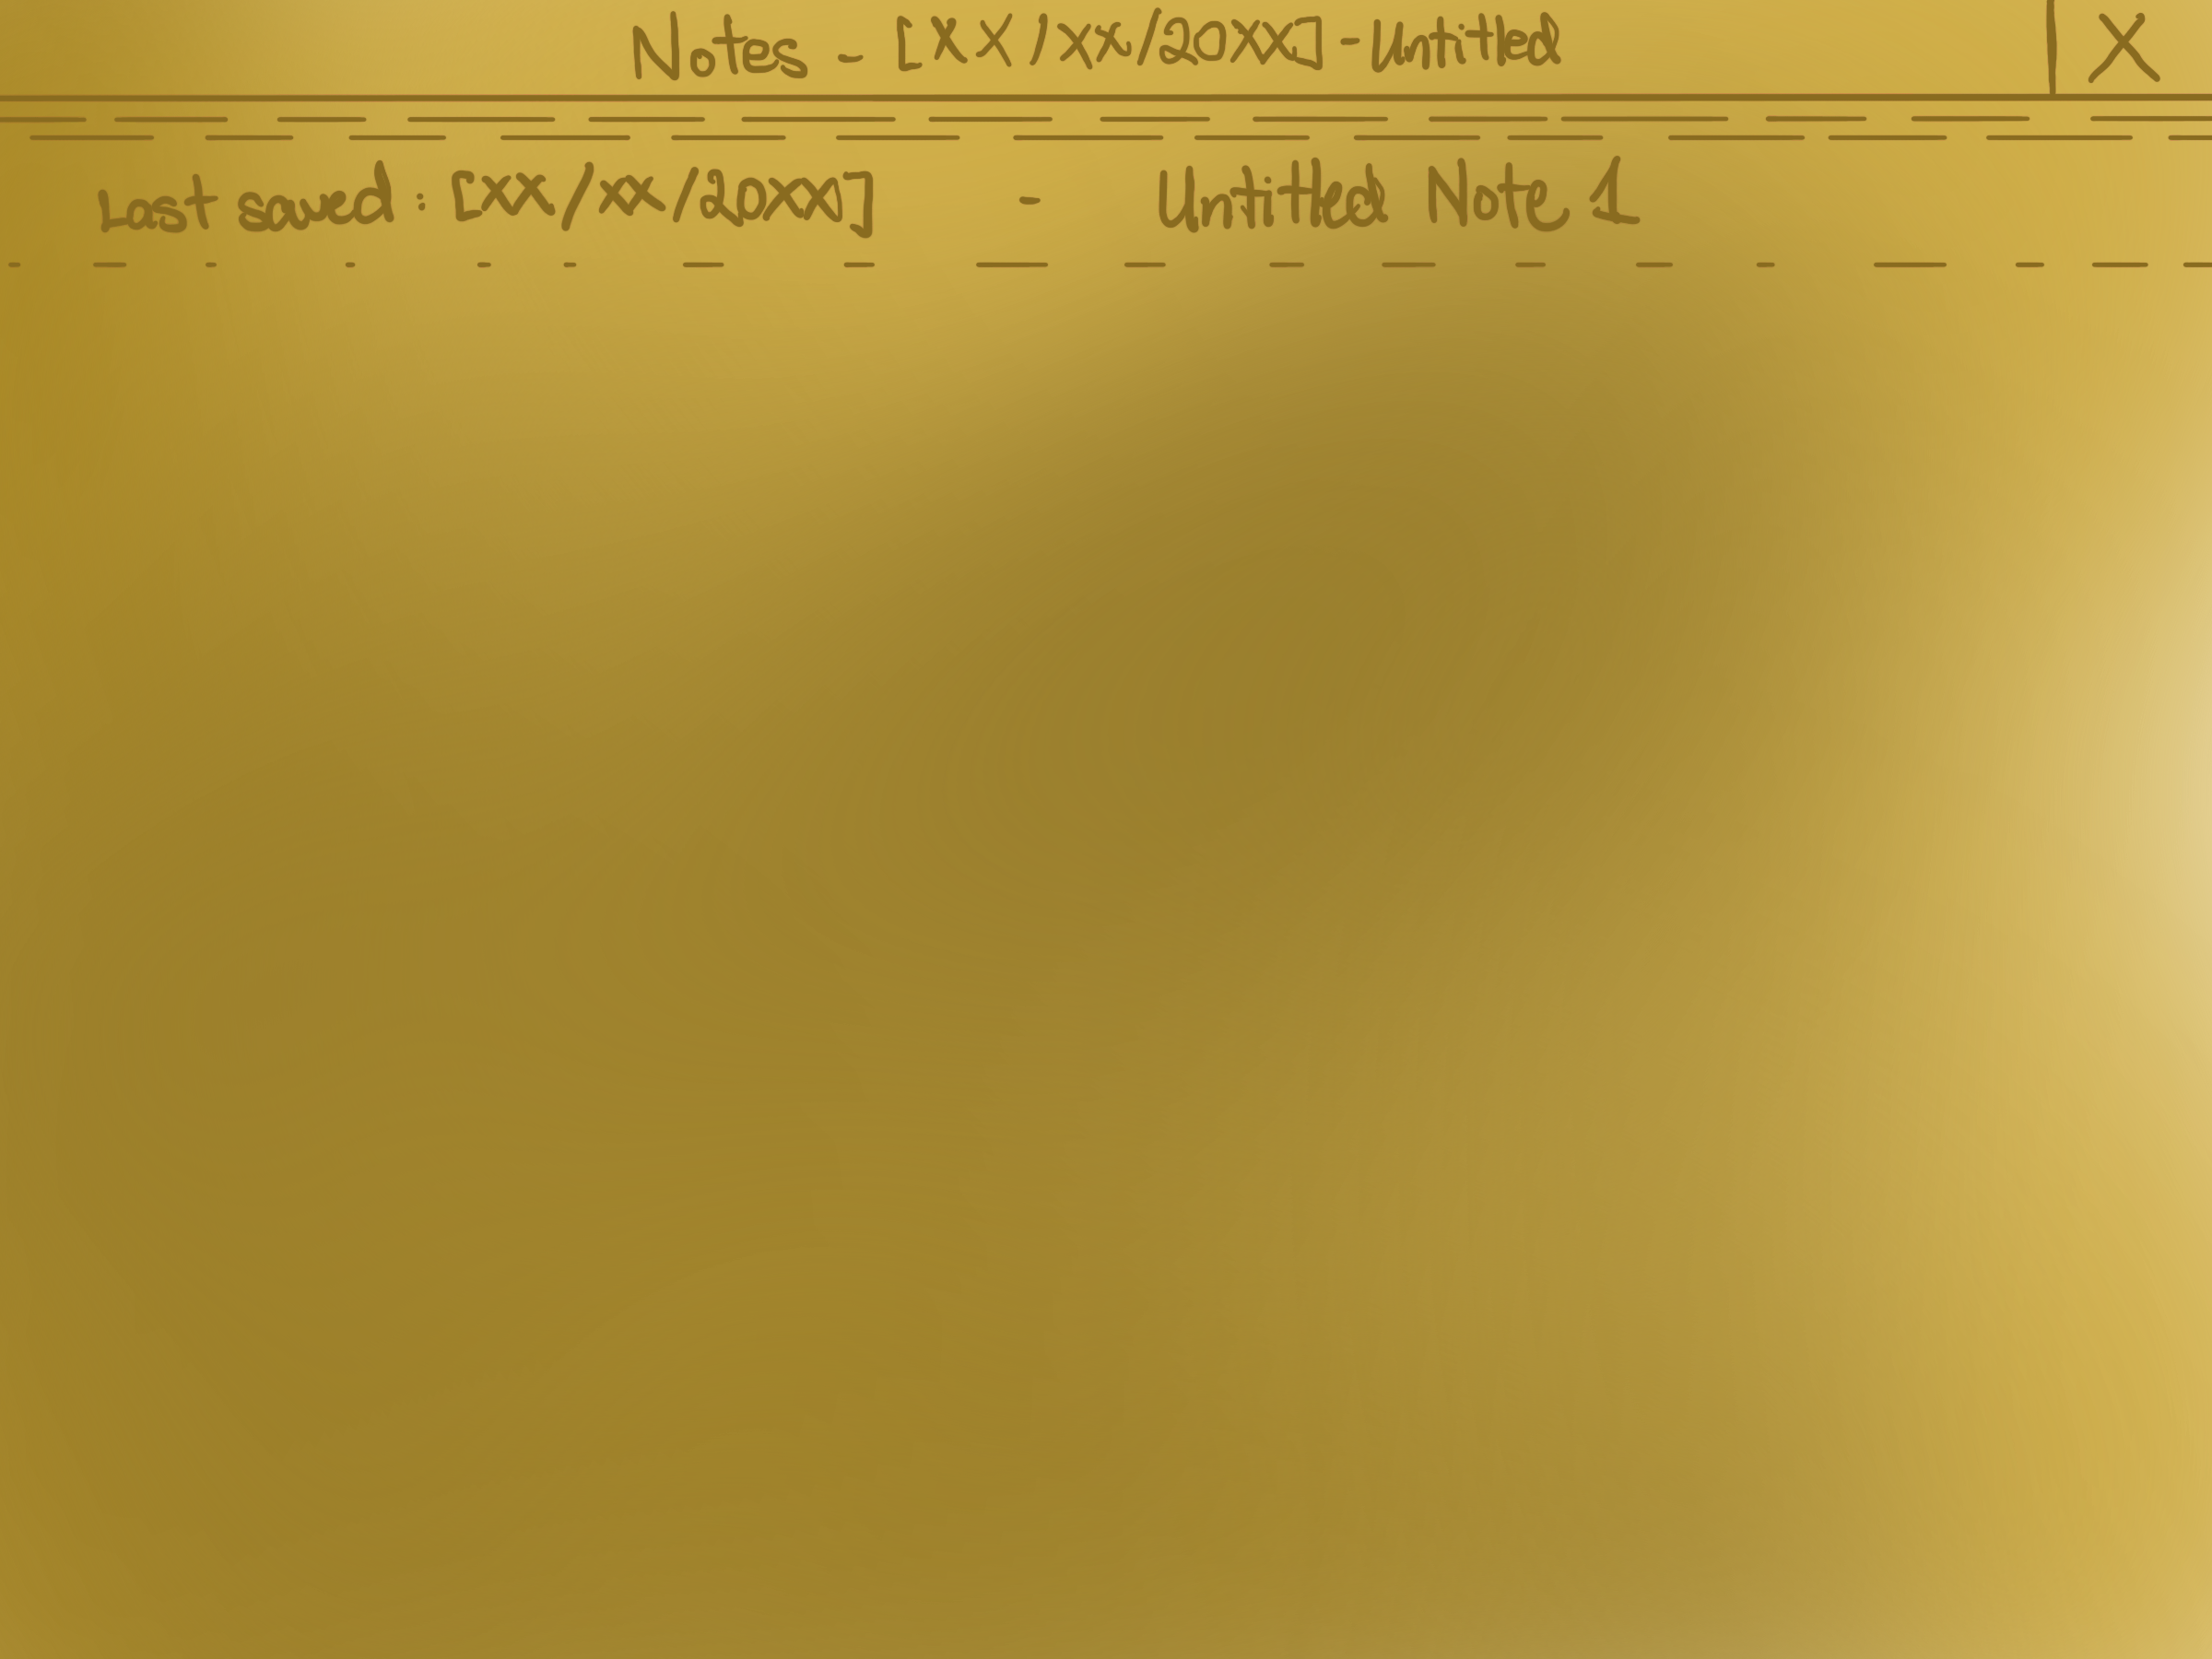 Notes - [XX/xx/20xx] - Untitled | X
Last saved : [xx/xx/20xx] - Untitled Note 1